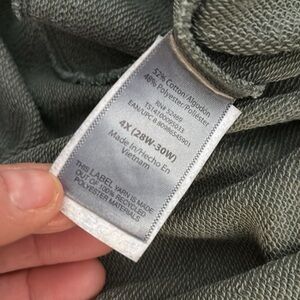 52% Cotton/Algodón
48% Polyester/Poliéster
RN# 52469
4X (28W-30W)
Made in/Hecho En
Vietnam
THIS LABEL YARN IS MADE
OUT OF 100% RECYCLED
POLYESTER MATERIALS